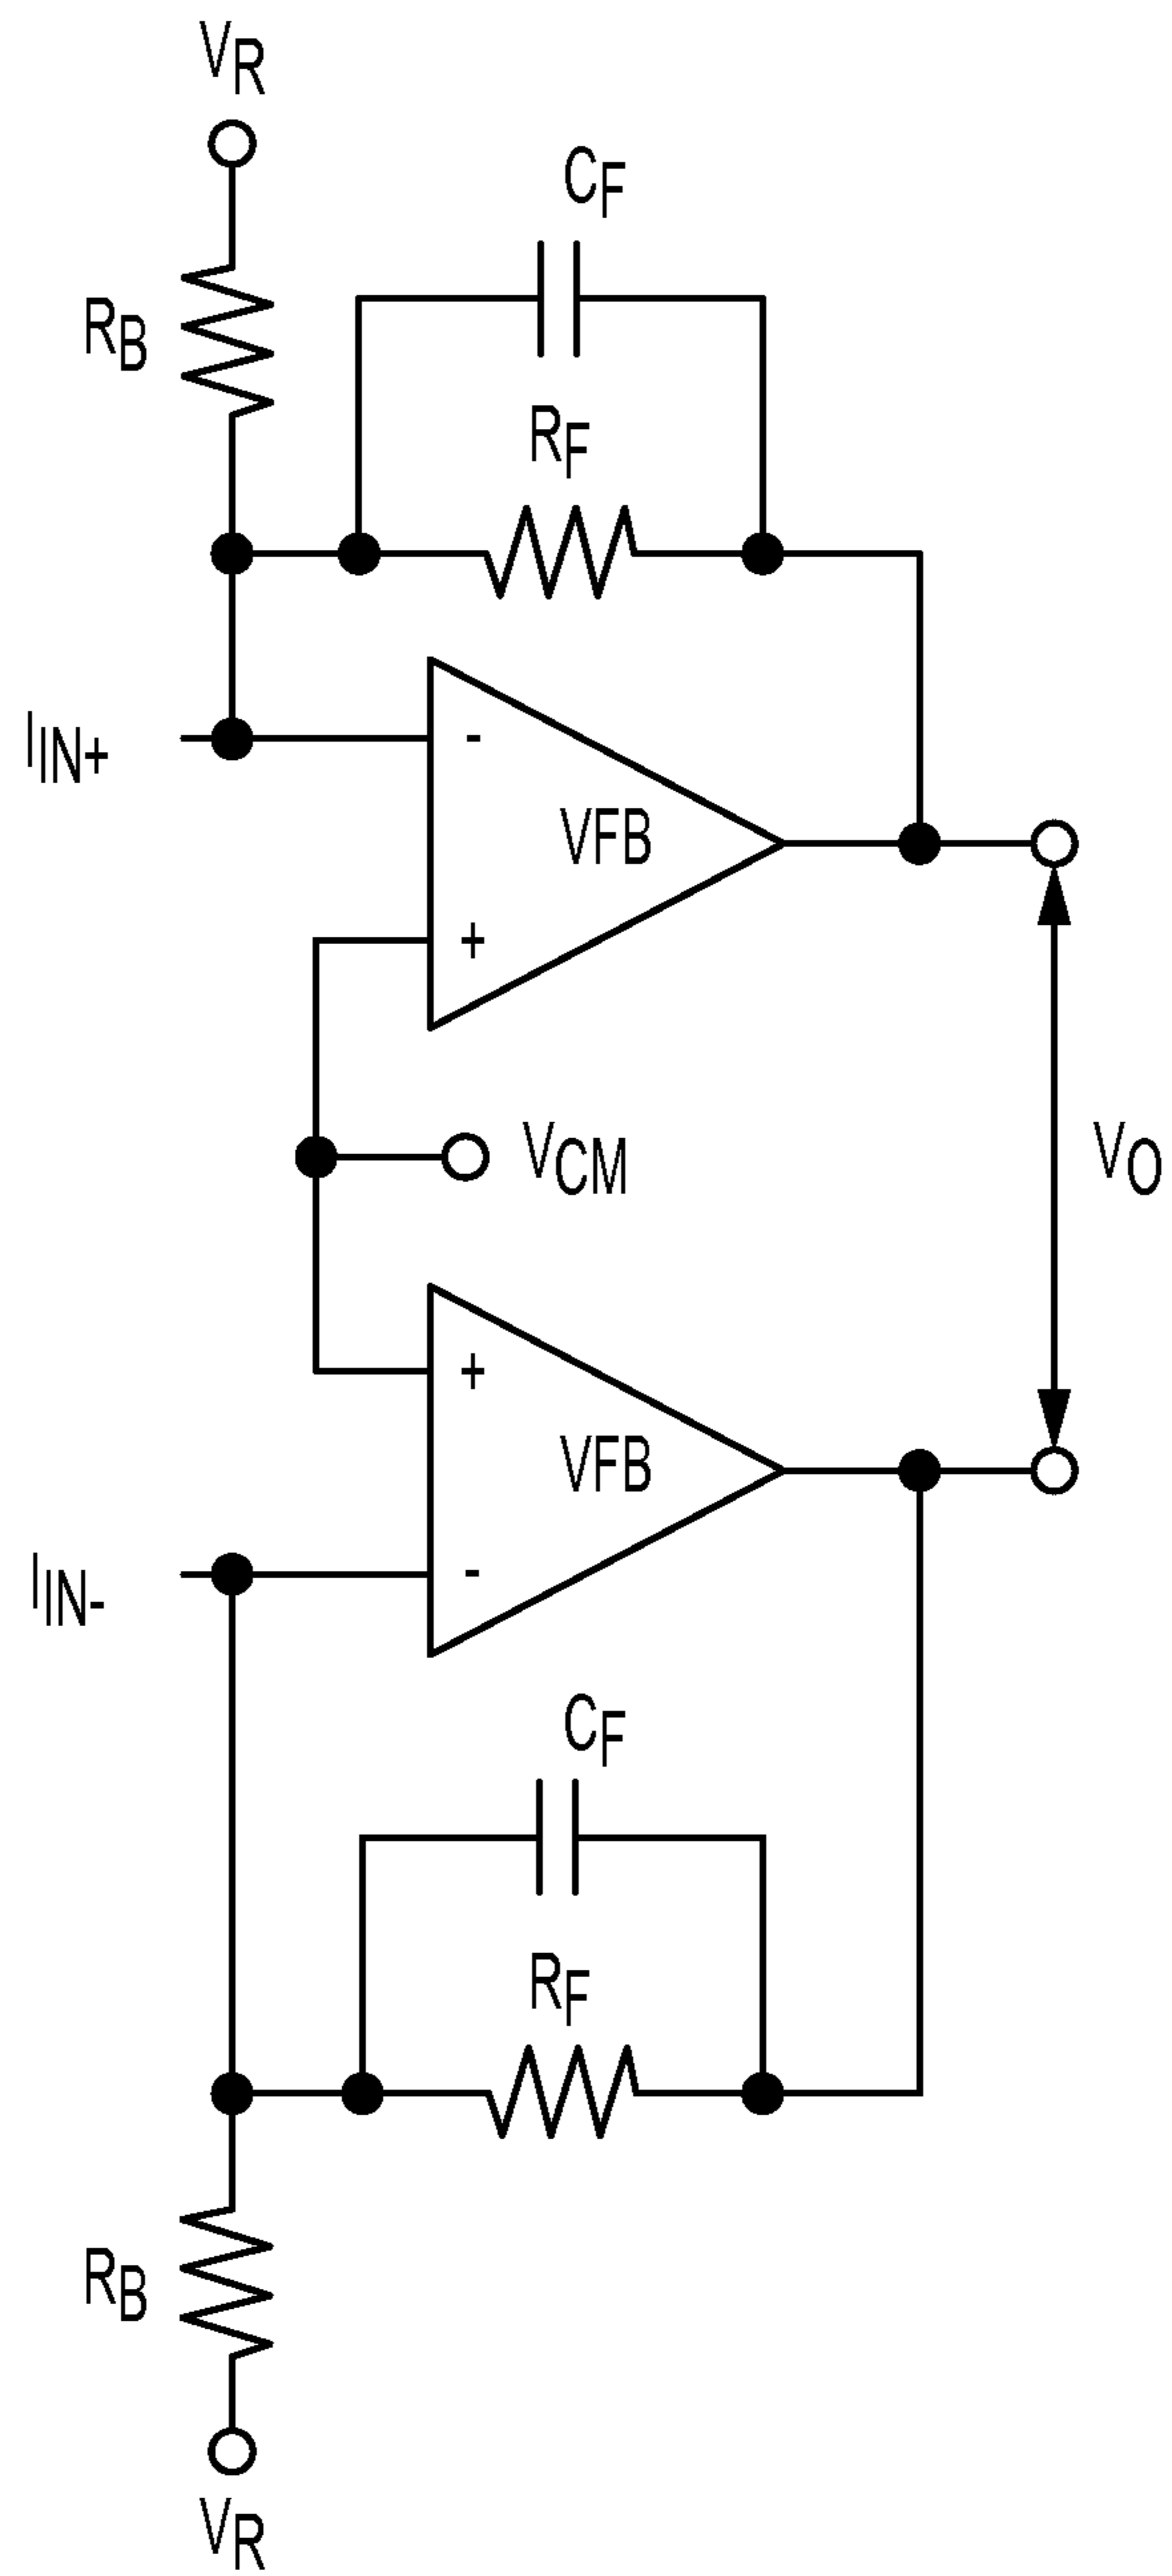 VR
CF
RB
RF
IIN+
-
VFB
+
VCM
VO
+
VFB
IIN-
-
CF
RF
RB
VR